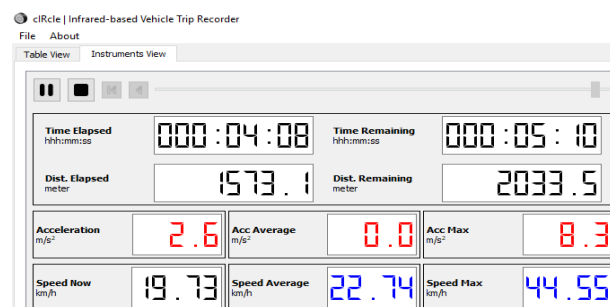 cIRcle | Infrared-based Vehicle Trip Recorder
File About
Table View Instruments View
Time Elapsed 000:04:08 Time Remaining 000:05:10
hhh:mm:ss hhh:mm:ss
Dist. Elapsed 1573.1 Dist. Remaining 2033.5
meter meter
Acceleration 2.6 Acc Average 0.0 Acc Max 8.3
m/s² m/s² m/s²
Speed Now 19.73 Speed Average 22.74 Speed Max 44.55
km/h km/h km/h